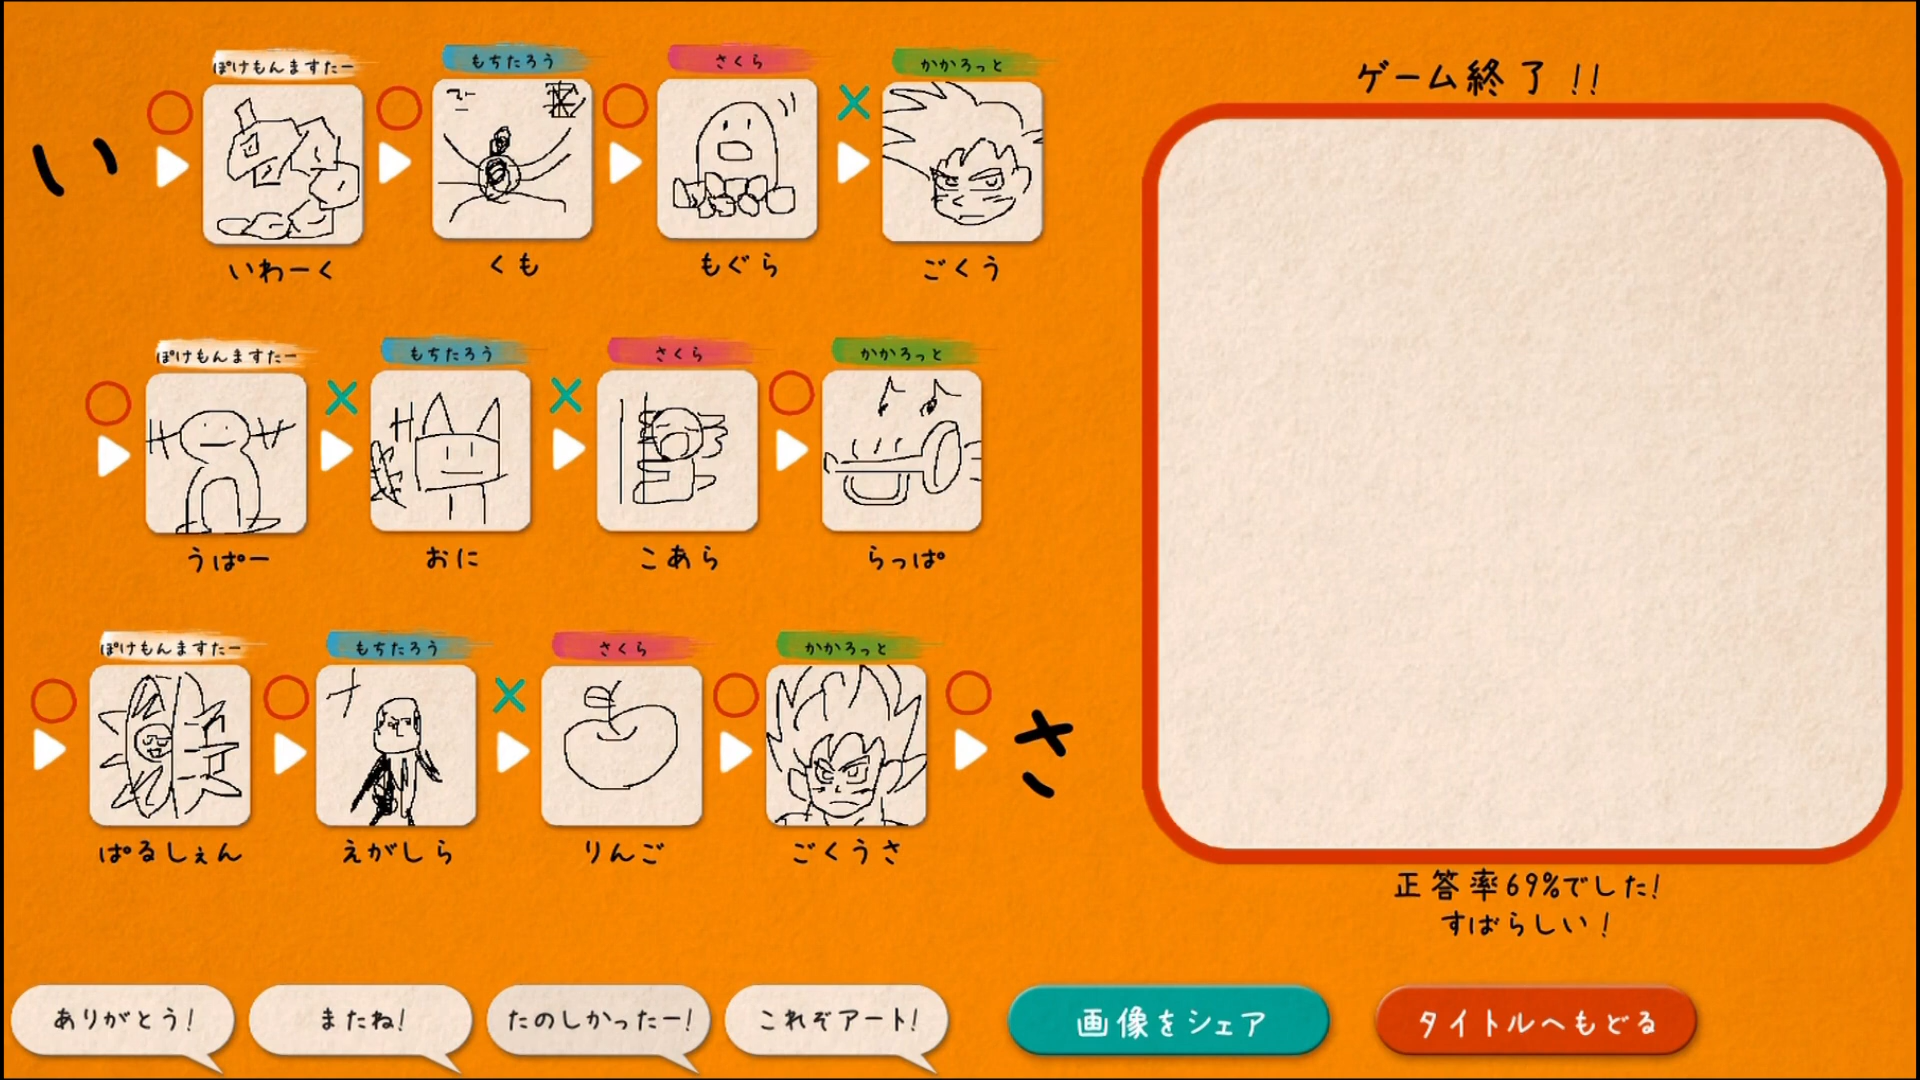 ゲーム終了!!
い
ぽけもんますたー
もちたろう
さくら
かかろっと
いわーく
くも
もぐら
ごくう
ぽけもんますたー
もちたろう
さくら
かかろっと
うぱー
おに
こあら
らっぱ
ぽけもんますたー
もちたろう
さくら
かかろっと
ぱるしぇん
えがしら
りんご
ごくうさ
さ
正答率69%でした!
すばらしい!
ありがとう!
またね!
たのしかったー!
これぞアート!
画像をシェア
タイトルへもどる